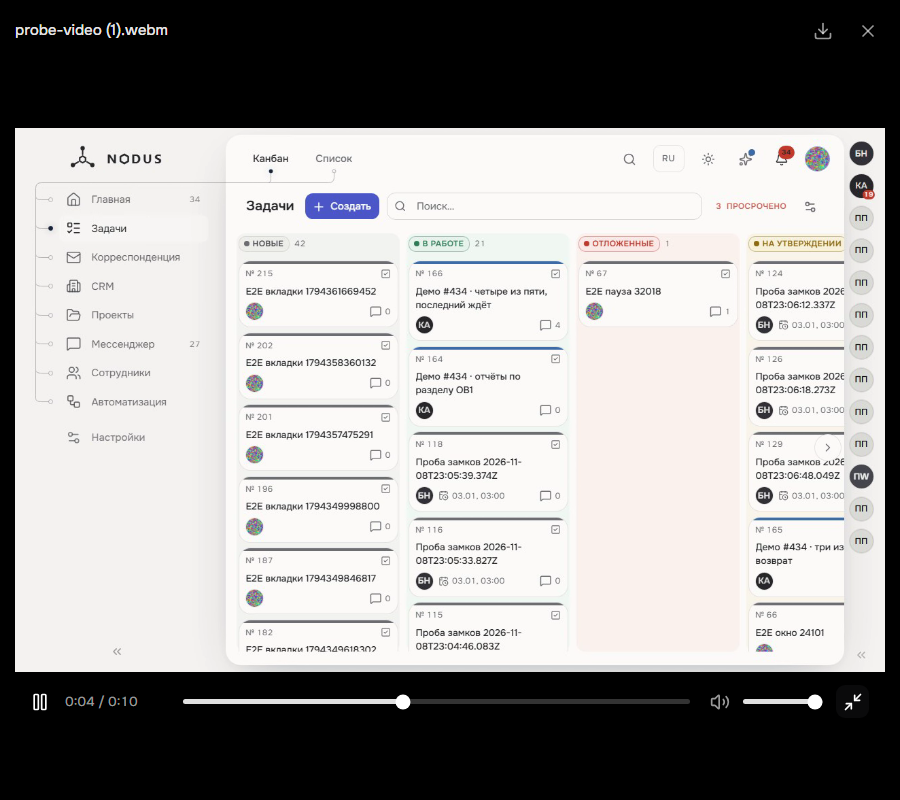 probe-video (1).webm
NODUS
Главная 34
Задачи
Корреспонденция
CRM
Проекты
Мессенджер 27
Сотрудники
Автоматизация
Настройки
Канбан Список
RU
34
Задачи
Создать
Поиск...
3 ПРОСРОЧЕНО
НОВЫЕ 42
№ 215
E2E вкладки 1794361669452
0
№ 202
E2E вкладки 1794358360132
0
№ 201
E2E вкладки 1794357475291
0
№ 196
E2E вкладки 1794349998800
0
№ 187
E2E вкладки 1794349846817
0
№ 182
E2E вкладки 1794349618302
В РАБОТЕ 21
№ 166
Демо #434 · четыре из пяти,
последний ждёт
КА 4
№ 164
Демо #434 · отчёты по
разделу ОВ1
КА 0
№ 118
Проба замков 2026-11-
08T23:05:39.374Z
БН 03.01, 03:00 0
№ 116
Проба замков 2026-11-
08T23:05:33.827Z
БН 03.01, 03:00 0
№ 115
Проба замков 2026-11-
08T23:04:46.083Z
ОТЛОЖЕННЫЕ 1
№ 67
E2E пауза 32018
1
НА УТВЕРЖДЕНИИ
№ 124
Проба замков 2026
08T23:06:12.337Z
БН 03.01, 03:00
№ 126
Проба замков 2026
08T23:06:18.273Z
БН 03.01, 03:00
№ 129
Проба замков 2026
08T23:06:48.049Z
БН 03.01, 03:00
№ 165
Демо #434 · три из
возврат
КА
№ 66
E2E окно 24101
БН
КА
19
ПП
ПП
ПП
ПП
ПП
ПП
ПП
ПП
PW
ПП
ПП
0:04 / 0:10